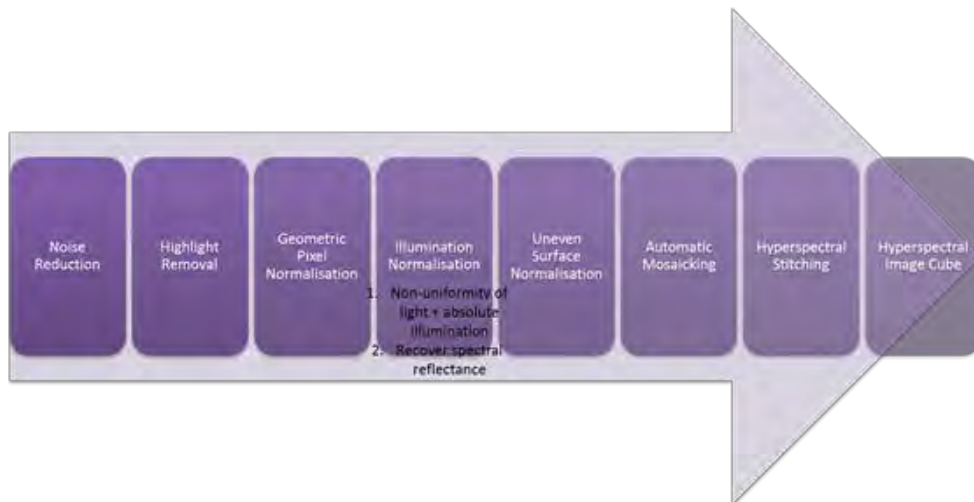 Noise
Reduction
Highlight
Removal
Geometric
Pixel
Normalisation
Illumination
Normalisation
1. Non-uniformity of
light + absolute
illumination
2. Recover spectral
reflectance
Uneven
Surface
Normalisation
Automatic
Mosaicking
Hyperspectral
Stitching
Hyperspectral
Image Cube